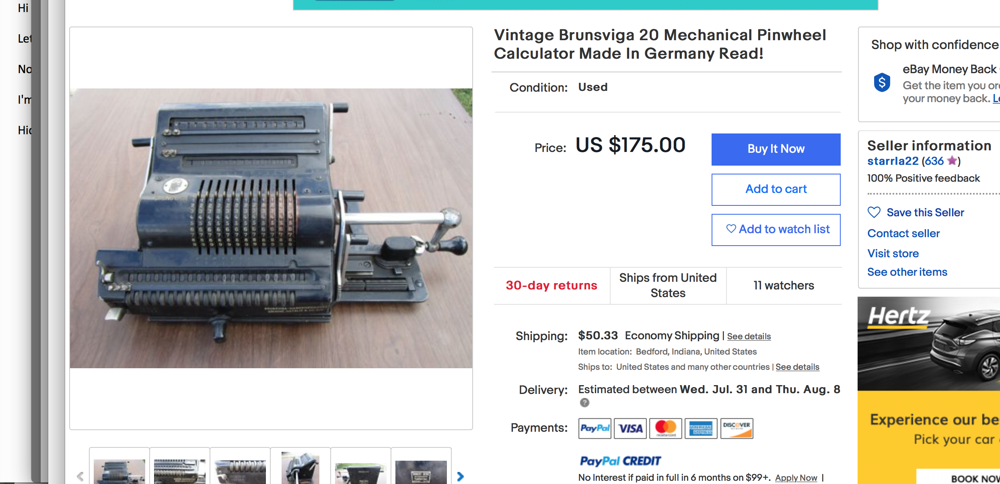 Hi
Let
No
I'm
Hid
Vintage Brunsviga 20 Mechanical Pinwheel
Calculator Made In Germany Read!
Condition: Used
Price: US $175.00
Buy It Now
Add to cart
Add to watch list
30-day returns
Ships from United
States
11 watchers
Shipping: $50.33 Economy Shipping | See details
Item location: Bedford, Indiana, United States
Ships to: United States and many other countries | See details
Delivery: Estimated between Wed. Jul. 31 and Thu. Aug. 8
?
Payments: PayPal VISA mastercard AMERICAN EXPRESS DISCOVER
PayPal CREDIT
No Interest if paid in full in 6 months on $99+. Apply Now |
Shop with confidence
$
eBay Money Back
Get the item you ord
your money back. Le
Seller information
starrla22 (636 ★)
100% Positive feedback
Save this Seller
Contact seller
Visit store
See other items
Hertz
Experience our be
Pick your car
BOOK NOW